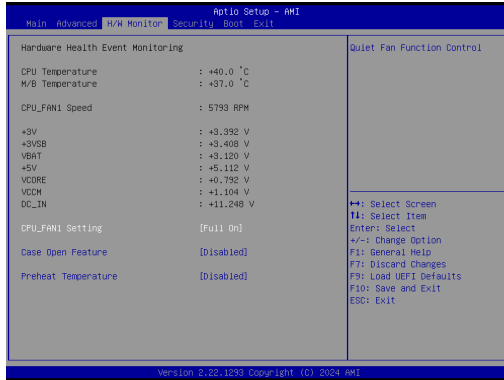 Aptio Setup - AMI
Main Advanced H/W Monitor Security Boot Exit
Hardware Health Event Monitoring
CPU Temperature : +40.0 °C
M/B Temperature : +37.0 °C
CPU_FAN1 Speed : 5793 RPM
+3V : +3.392 V
+3VSB : +3.408 V
VBAT : +3.120 V
+5V : +5.112 V
VCORE : +0.792 V
VCCM : +1.104 V
DC_IN : +11.248 V
CPU_FAN1 Setting [Full On]
Case Open Feature [Disabled]
Preheat Temperature [Disabled]
Quiet Fan Function Control
↔: Select Screen
↑↓: Select Item
Enter: Select
+/-: Change Option
F1: General Help
F7: Discard Changes
F9: Load UEFI Defaults
F10: Save and Exit
ESC: Exit
Version 2.22.1293 Copyright (C) 2024 AMI